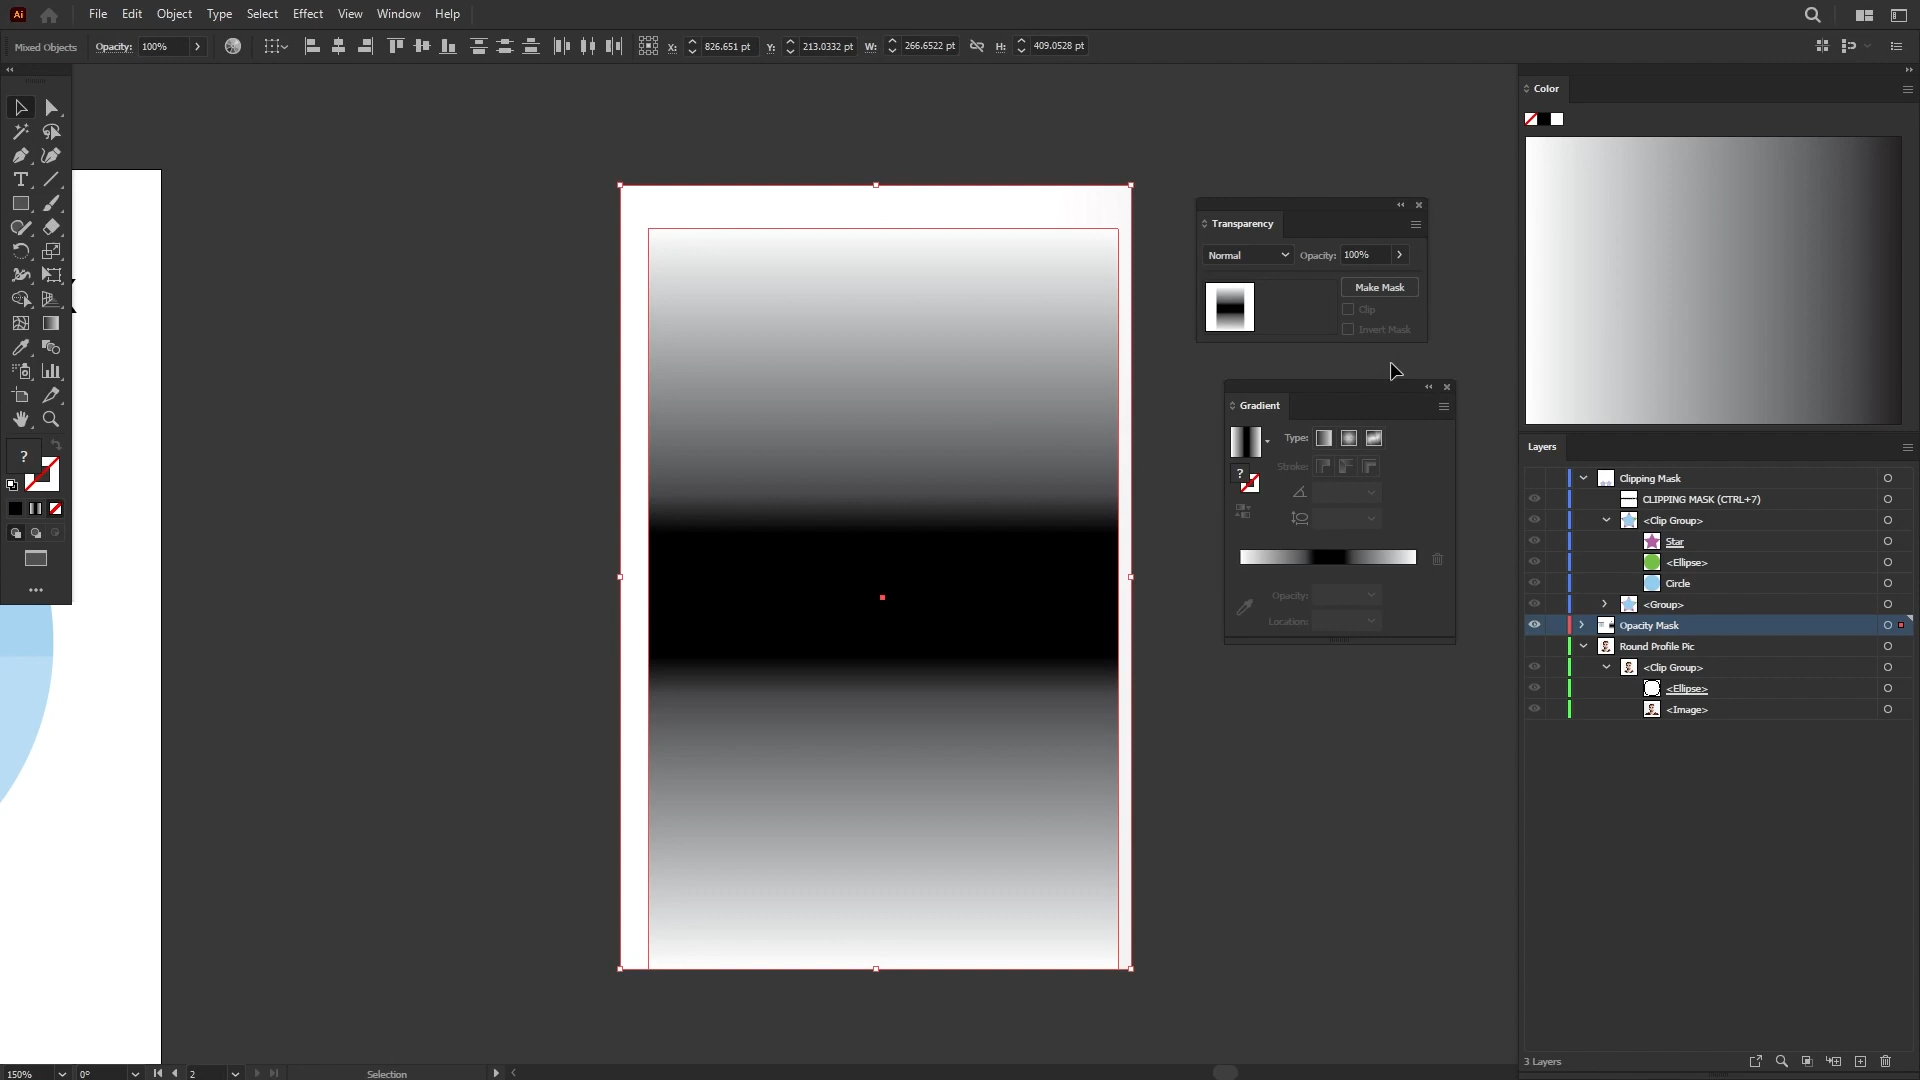 Ai File Edit Object Type Select Effect View Window Help
Mixed Objects Opacity: 100% X: 826.651 pt Y: 213.0332 pt W: 266.6522 pt H: 409.0528 pt
Color
Transparency
Normal Opacity: 100%
Make Mask
Clip
Invert Mask
Gradient
Type:
Stroke:
Opacity:
Location:
?
?
T
Layers
Clipping Mask
CLIPPING MASK (CTRL+7)
<Clip Group>
Star
<Ellipse>
Circle
<Group>
Opacity Mask
Round Profile Pic
<Clip Group>
<Ellipse>
<Image>
3 Layers
150% 0° 2 Selection